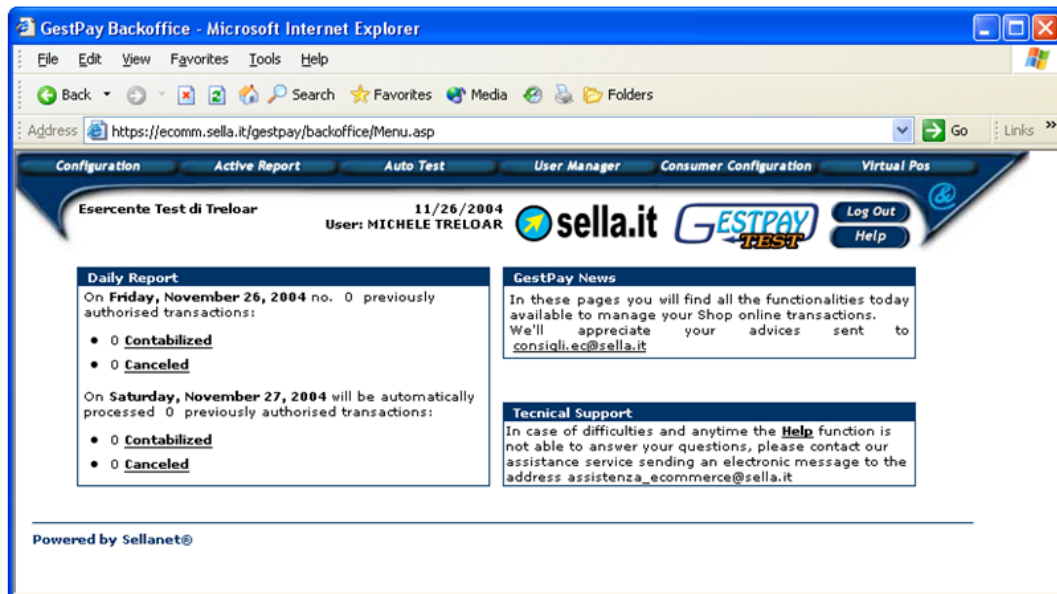 GestPay Backoffice - Microsoft Internet Explorer
File Edit View Favorites Tools Help
Back Search Favorites Media Folders
Address https://ecomm.sella.it/gestpay/backoffice/Menu.asp Go Links »
Configuration Active Report Auto Test User Manager Consumer Configuration Virtual Pos
Esercente Test di Treloar
11/26/2004
User: MICHELE TRELOAR
sella.it
GESTPAY
TEST
Log Out
Help
Daily Report
On Friday, November 26, 2004 no. 0 previously
authorised transactions:
• 0 Contabilized
• 0 Canceled
On Saturday, November 27, 2004 will be automatically
processed 0 previously authorised transactions:
• 0 Contabilized
• 0 Canceled
GestPay News
In these pages you will find all the functionalities today
available to manage your Shop online transactions.
We'll appreciate your advices sent to
consigli.ec@sella.it
Tecnical Support
In case of difficulties and anytime the Help function is
not able to answer your questions, please contact our
assistance service sending an electronic message to the
address assistenza_ecommerce@sella.it
Powered by Sellanet®